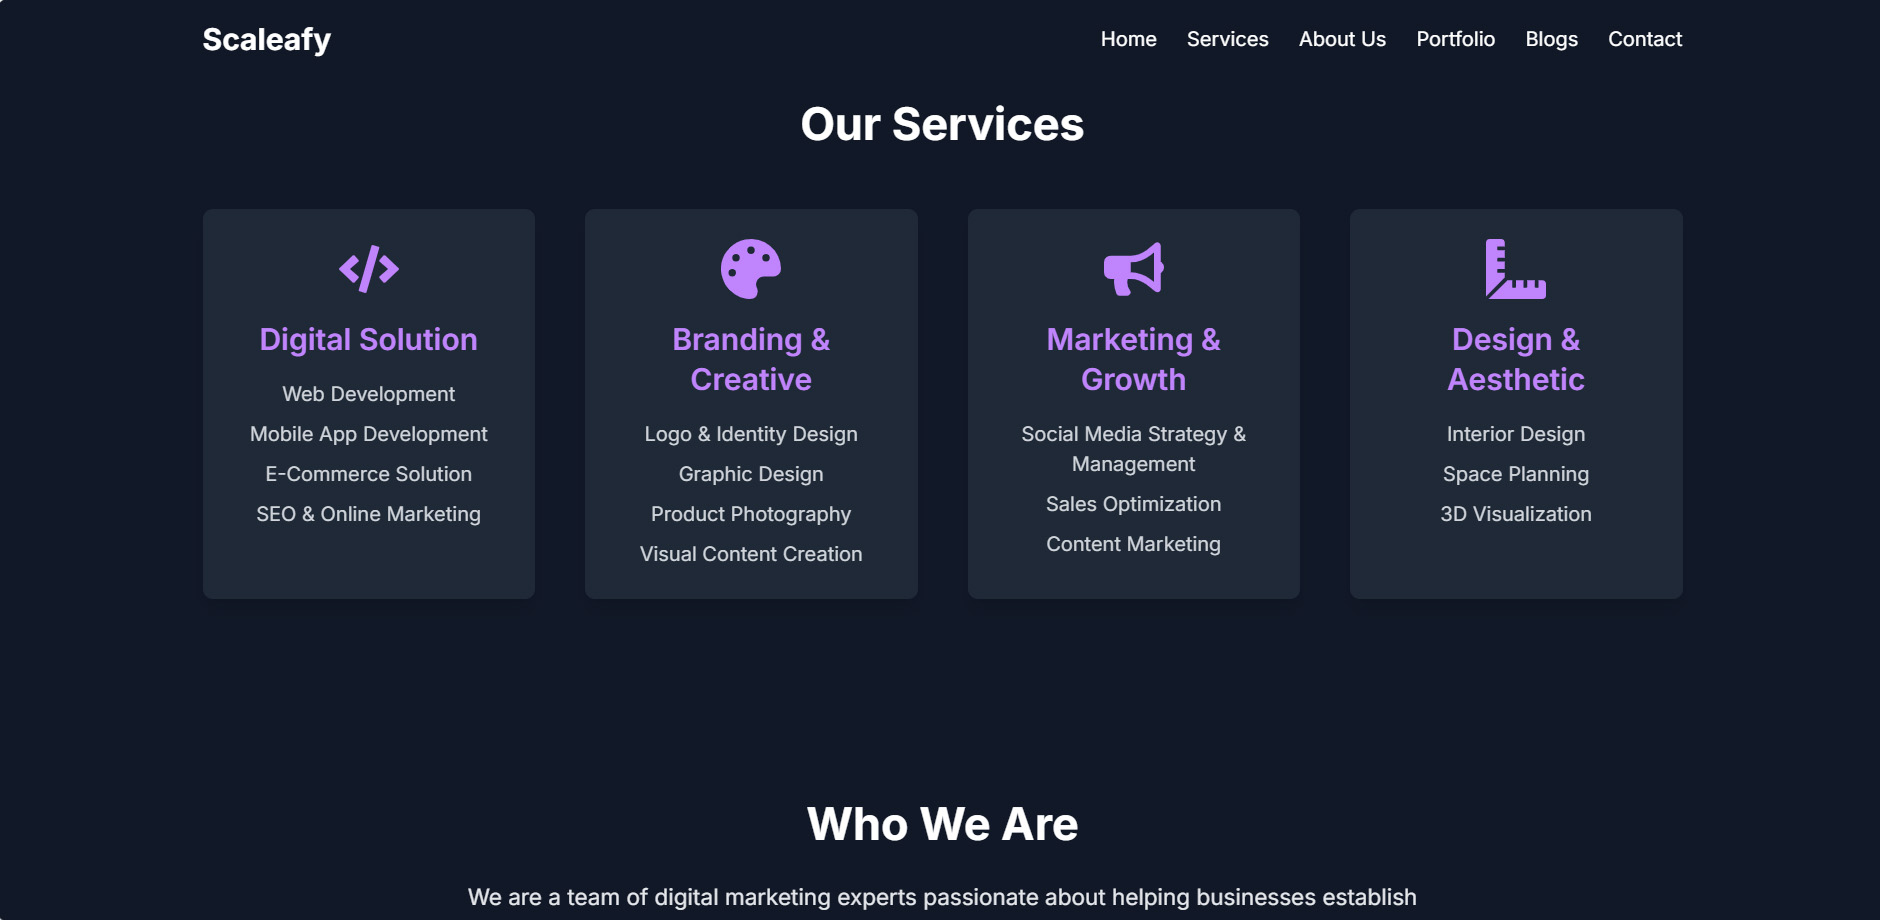 Scaleafy
Home Services About Us Portfolio Blogs Contact
Our Services
Digital Solution
Web Development
Mobile App Development
E-Commerce Solution
SEO & Online Marketing
Branding &
Creative
Logo & Identity Design
Graphic Design
Product Photography
Visual Content Creation
Marketing &
Growth
Social Media Strategy &
Management
Sales Optimization
Content Marketing
Design &
Aesthetic
Interior Design
Space Planning
3D Visualization
Who We Are
We are a team of digital marketing experts passionate about helping businesses establish